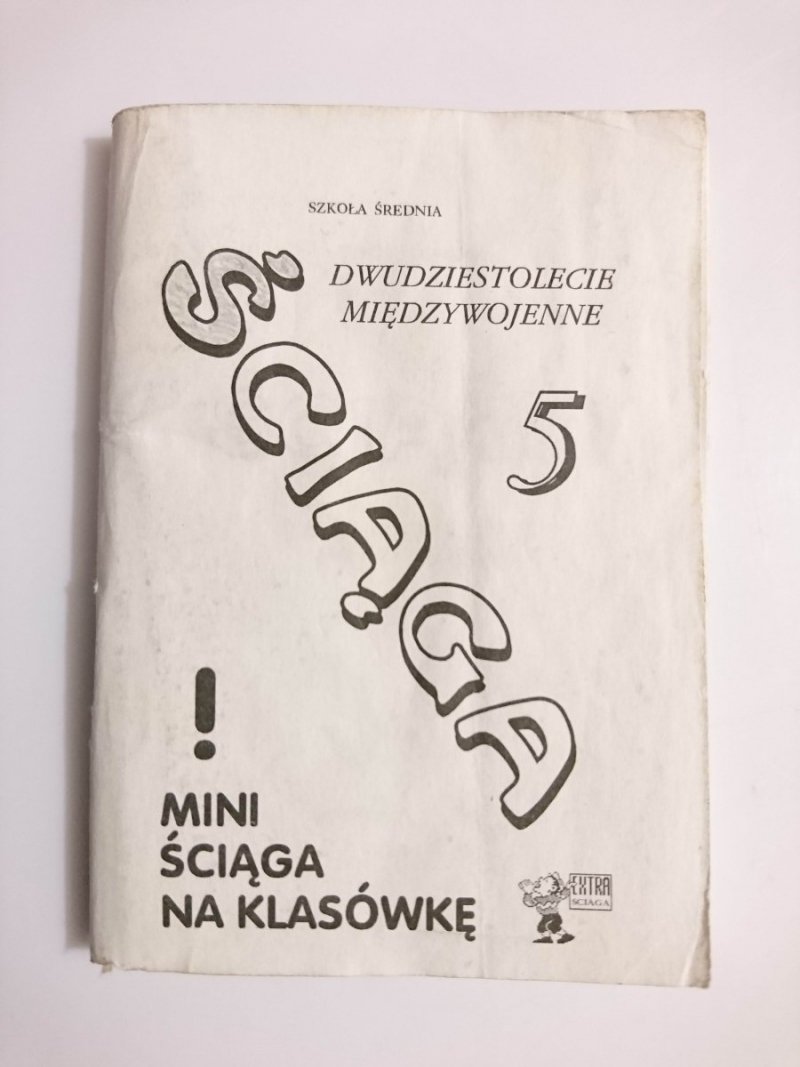 SZKOŁA ŚREDNIA
DWUDZIESTOLECIE
MIĘDZYWOJENNE
5
ŚCIĄGA
!
MINI
ŚCIĄGA
NA KLASÓWKĘ
EXTRA
ŚCIĄGA